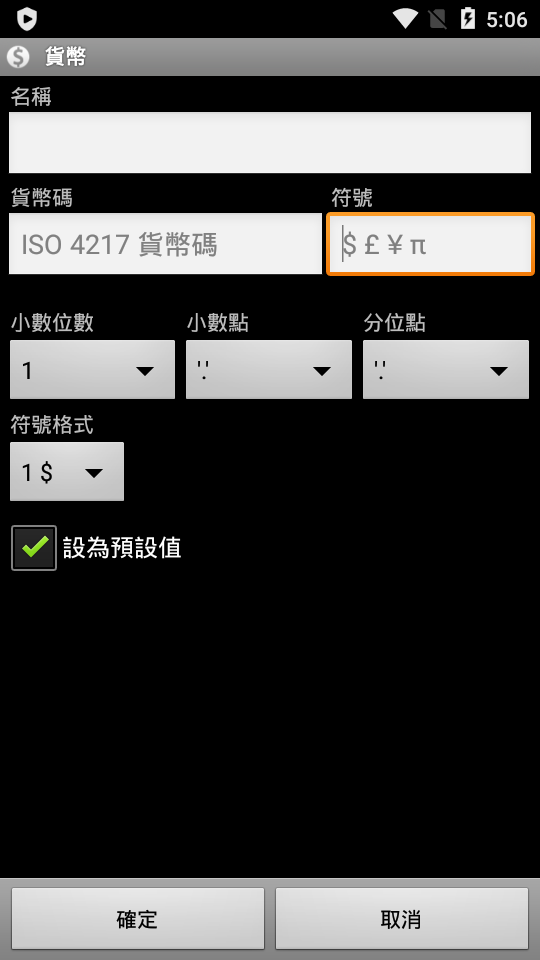 5:06
貨幣
名稱
貨幣碼 符號
ISO 4217 貨幣碼 $ £ ¥ π
小數位數 小數點 分位點
1 '.' '.'
符號格式
1 $
設為預設值
確定 取消